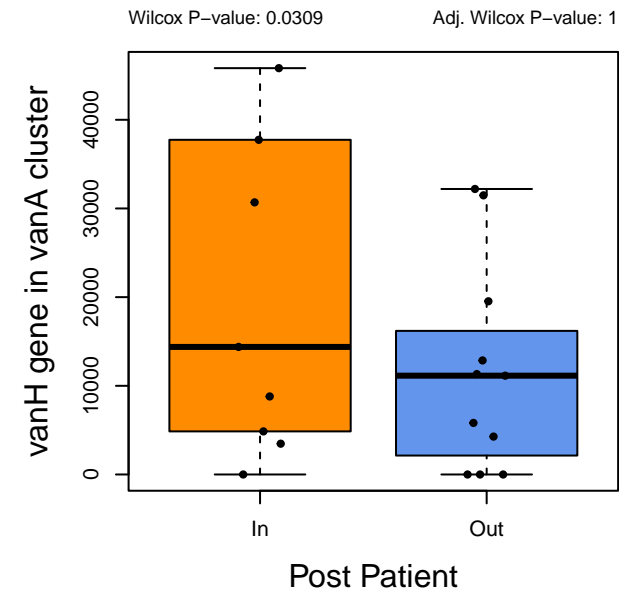 Wilcox P−value: 0.0309
Adj. Wilcox P−value: 1
vanH gene in vanA cluster
40000
30000
20000
10000
0
In
Out
Post Patient